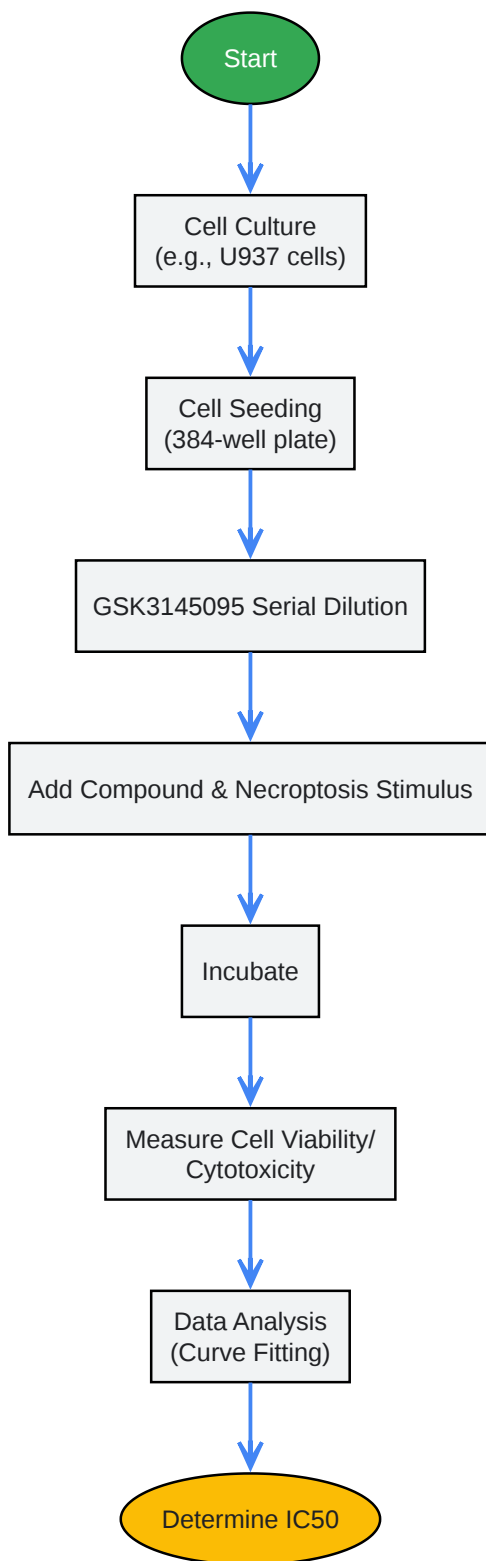 Start
Cell Culture
(e.g., U937 cells)
Cell Seeding
(384-well plate)
GSK3145095 Serial Dilution
Add Compound & Necroptosis Stimulus
Incubate
Measure Cell Viability/
Cytotoxicity
Data Analysis
(Curve Fitting)
Determine IC50